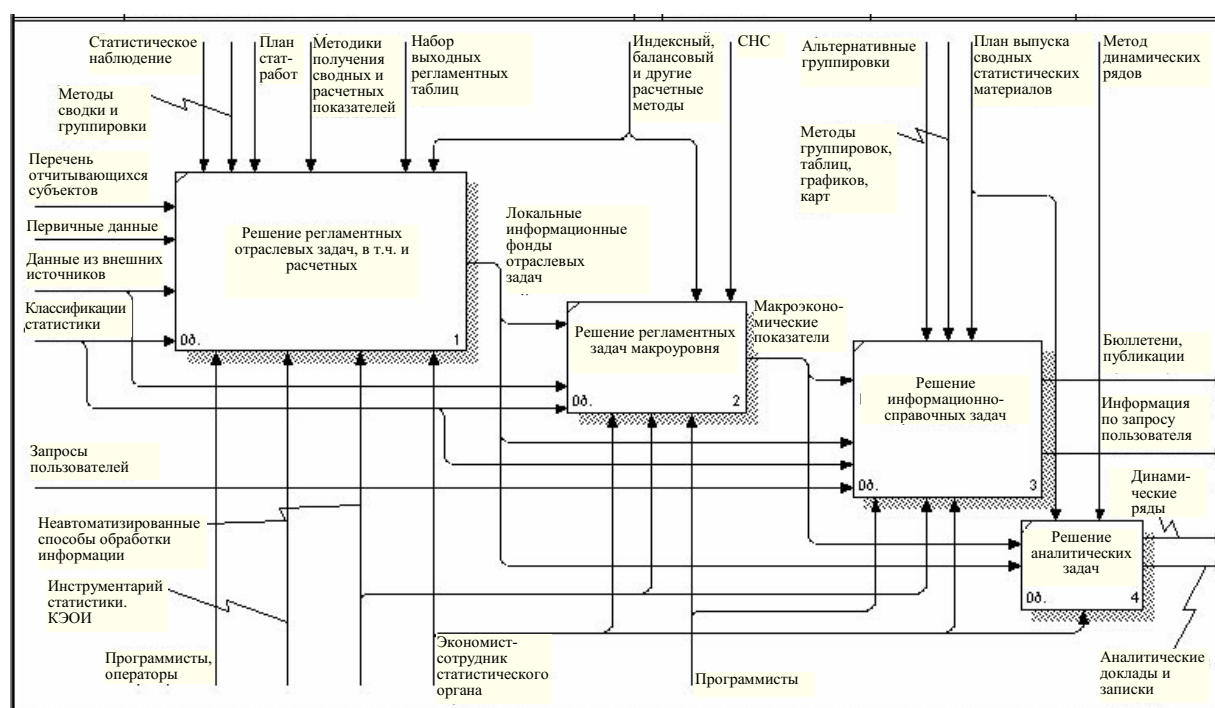 Статистическое
наблюдение
План
стат-
работ
Методики
получения
сводных и
расчетных
показателей
Набор
выходных
регламентных
таблиц
Индексный,
балансовый
и другие
расчетные
методы
СНС
Альтернативные
группировки
План выпуска
сводных
статистических
материалов
Метод
динамических
рядов
Методы
сводки и
группировки
Методы
группировок,
таблиц,
графиков,
карт
Перечень
отчитывающихся
субъектов
Первичные данные
Данные из внешних
источников
Классификации
статистики
Решение регламентных
отраслевых задач, в т.ч. и
расчетных
0д.
1
Локальные
информационные
фонды
отраслевых
задач
Решение регламентных
задач макроуровня
0д.
2
Макроэконо-
мические
показатели
Решение
информационно-
справочных задач
0д.
3
Бюллетени,
публикации
Информация
по запросу
пользователя
Запросы
пользователей
Динами-
ческие
ряды
Решение
аналитических
задач
0д.
4
Неавтоматизированные
способы обработки
информации
Инструментарий
статистики.
КЭОИ
Программисты,
операторы
Экономист-
сотрудник
статистического
органа
Программисты
Аналитические
доклады и
записки